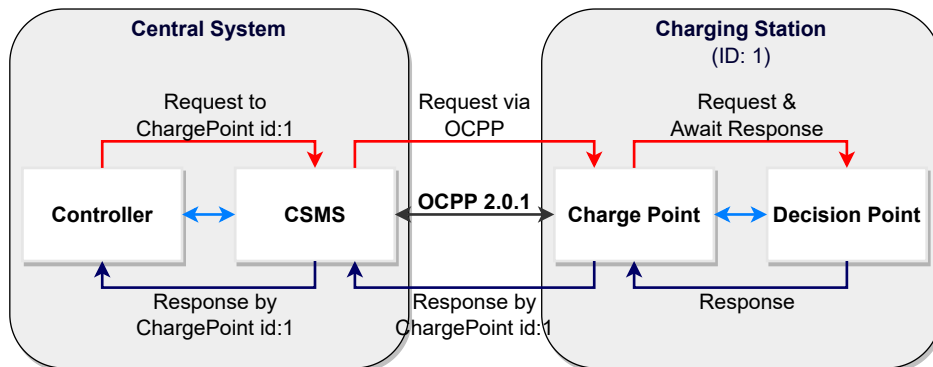 Central System
Charging Station
(ID: 1)
Request to
ChargePoint id:1
Request via
OCPP
Request &
Await Response
Controller
CSMS
OCPP 2.0.1
Charge Point
Decision Point
Response by
ChargePoint id:1
Response by
ChargePoint id:1
Response